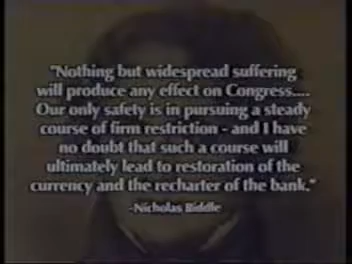 "Nothing but widespread suffering
will produce any effect on Congress....
Our only safety is in pursuing a steady
course of firm restriction - and I have
no doubt that such a course will
ultimately lead to restoration of the
currency and the recharter of the bank."
-Nicholas Biddle